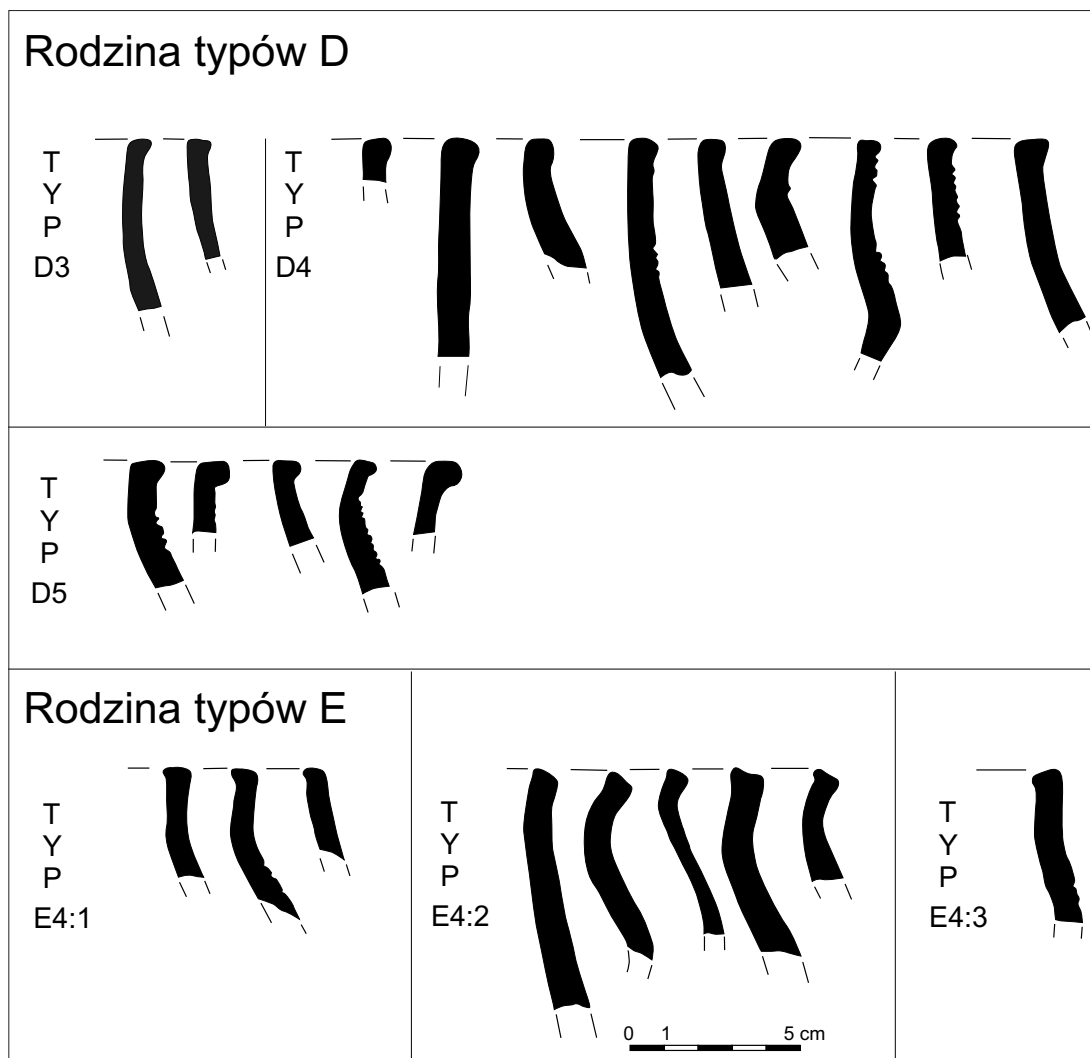 Rodzina typów D
T
Y
P
D3
T
Y
P
D4
T
Y
P
D5
Rodzina typów E
T
Y
P
E4:1
T
Y
P
E4:2
T
Y
P
E4:3
0 1 5 cm